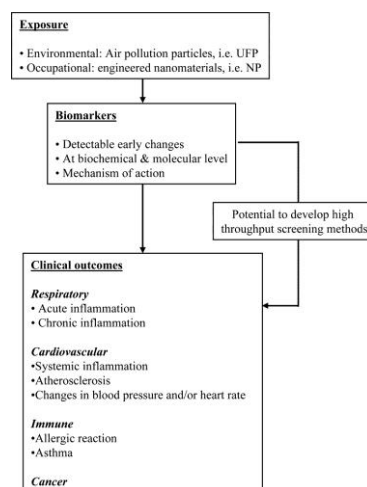 Exposure
• Environmental: Air pollution particles, i.e. UFP
• Occupational: engineered nanomaterials, i.e. NP
Biomarkers
• Detectable early changes
• At biochemical & molecular level
• Mechanism of action
Potential to develop high
throughput screening methods
Clinical outcomes
Respiratory
• Acute inflammation
• Chronic inflammation
Cardiovascular
•Systemic inflammation
•Atherosclerosis
•Changes in blood pressure and/or heart rate
Immune
•Allergic reaction
•Asthma
Cancer